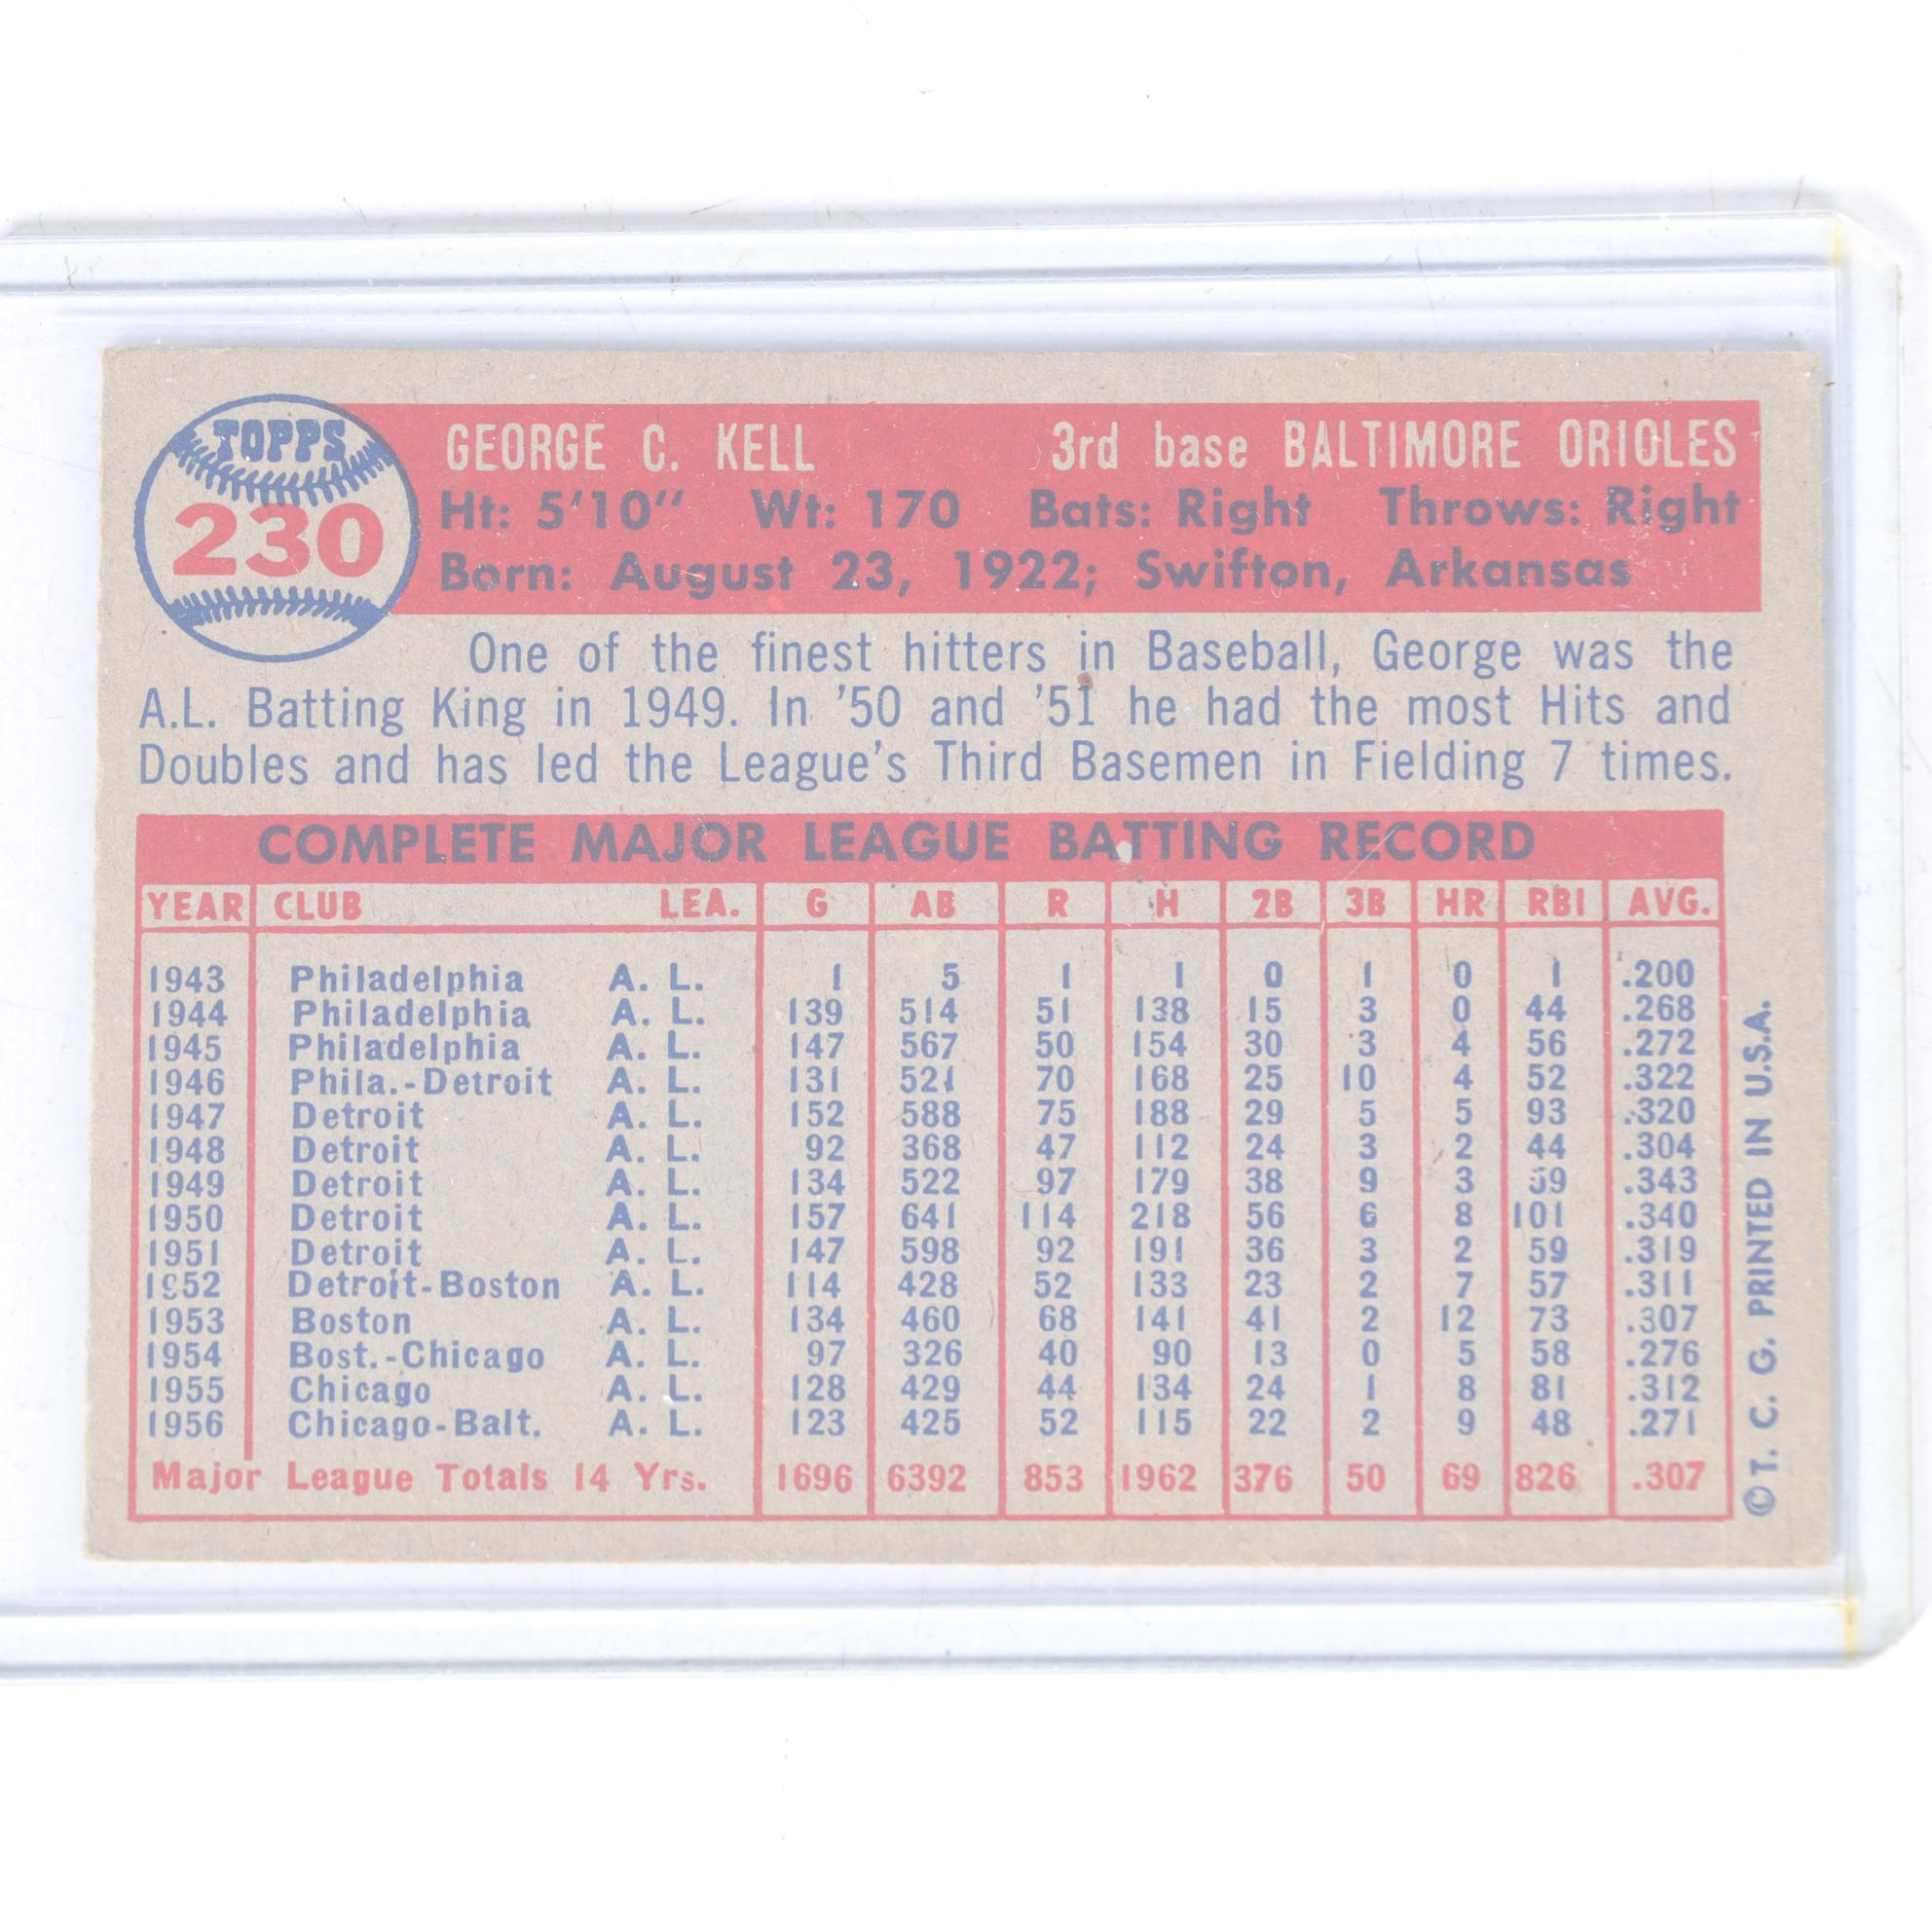 TOPPS
230
GEORGE C. KELL 3rd base BALTIMORE ORIOLES
Ht: 5'10" Wt: 170 Bats: Right Throws: Right
Born: August 23, 1922; Swifton, Arkansas
One of the finest hitters in Baseball, George was the
A.L. Batting King in 1949. In '50 and '51 he had the most Hits and
Doubles and has led the League's Third Basemen in Fielding 7 times.
COMPLETE MAJOR LEAGUE BATTING RECORD
YEAR CLUB LEA. G AB R H 2B 3B HR RBI AVG.
1943 Philadelphia A. L. 1 5 1 1 0 1 0 1 .200
1944 Philadelphia A. L. 139 514 51 138 15 3 0 44 .268
1945 Philadelphia A. L. 147 567 50 154 30 3 4 56 .272
1946 Phila.-Detroit A. L. 131 521 70 168 25 10 4 52 .322
1947 Detroit A. L. 152 588 75 188 29 5 5 93 .320
1948 Detroit A. L. 92 368 47 112 24 3 2 44 .304
1949 Detroit A. L. 134 522 97 179 38 9 3 59 .343
1950 Detroit A. L. 157 641 114 218 56 6 8 101 .340
1951 Detroit A. L. 147 598 92 191 36 3 2 59 .319
1952 Detroit-Boston A. L. 114 428 52 133 23 2 7 57 .311
1953 Boston A. L. 134 460 68 141 41 2 12 73 .307
1954 Bost.-Chicago A. L. 97 326 40 90 13 0 5 58 .276
1955 Chicago A. L. 128 429 44 134 24 1 8 81 .312
1956 Chicago-Balt. A. L. 123 425 52 115 22 2 9 48 .271
Major League Totals 14 Yrs. 1696 6392 853 1962 376 50 69 826 .307
© T. C. G. PRINTED IN U.S.A.